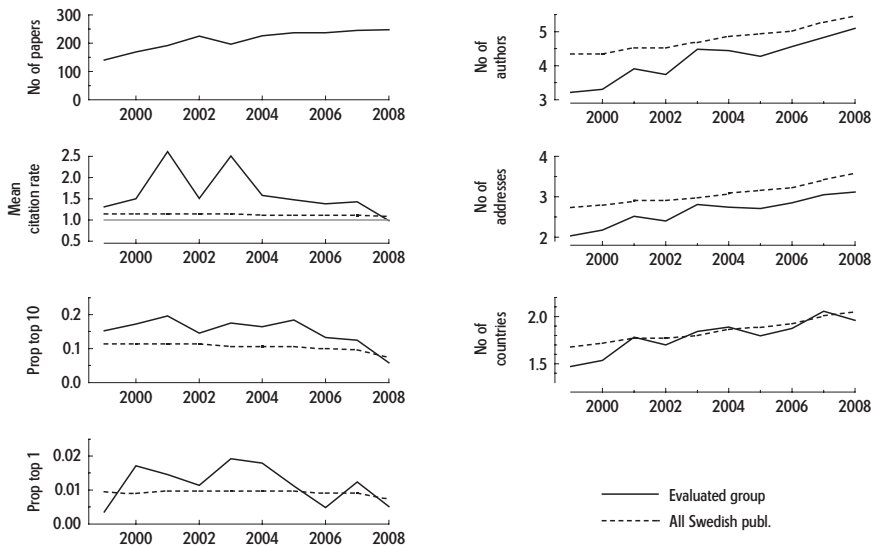 No of papers
300
200
100
0
2000 2002 2004 2006 2008
Mean
citation rate
2.5
2.0
1.5
1.0
0.5
2000 2002 2004 2006 2008
Prop top 10
0.2
0.1
0.0
2000 2002 2004 2006 2008
Prop top 1
0.02
0.01
0.00
2000 2002 2004 2006 2008
No of
authors
5
4
3
2000 2002 2004 2006 2008
No of
addresses
4
3
2
2000 2002 2004 2006 2008
No of
countries
2.0
1.5
2000 2002 2004 2006 2008
Evaluated group
All Swedish publ.